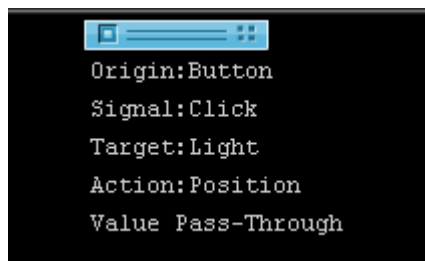 Origin:Button
Signal:Click
Target:Light
Action:Position
Value Pass-Through